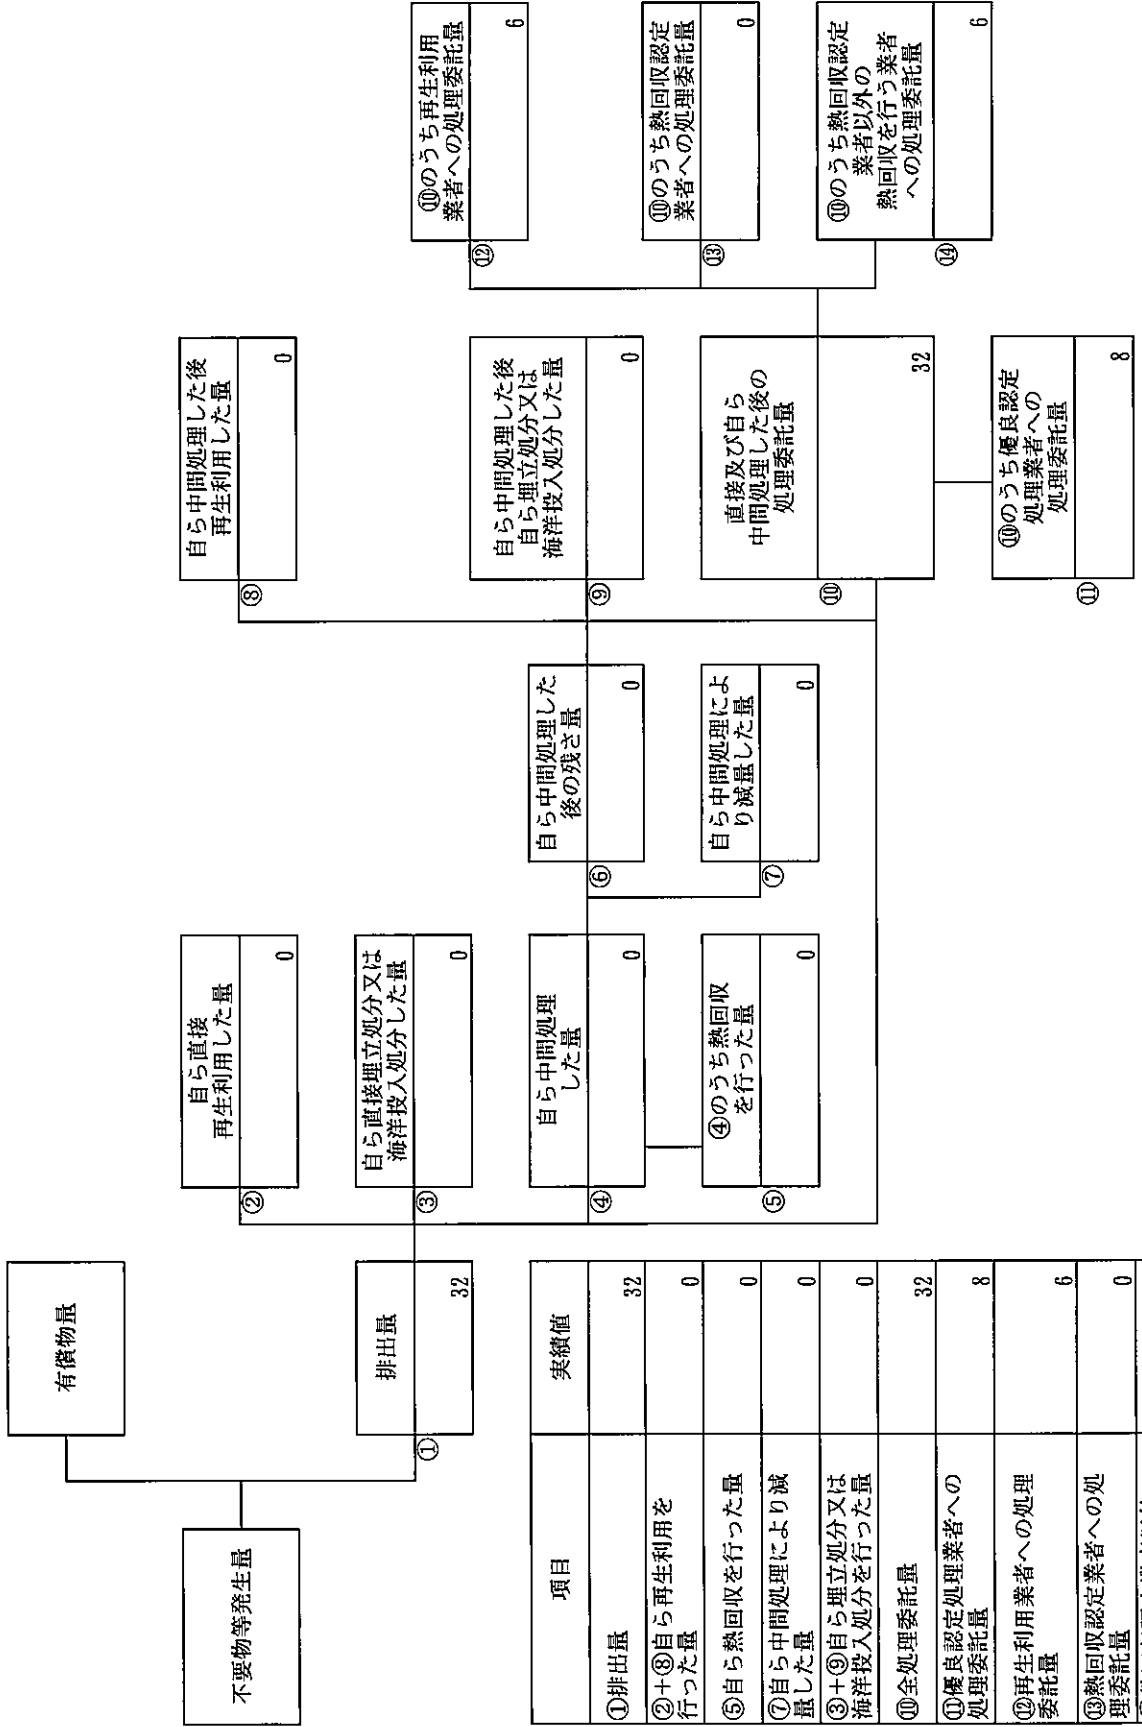 不要物等発生量
有償物量
①
排出量
32
②
自ら直接
再生利用した量
0
③
自ら直接埋立処分又は
海洋投入処分した量
0
④
自ら中間処理
した量
0
⑤
④のうち熱回収
を行った量
0
⑥
自ら中間処理した
後の残さ量
0
⑦
自ら中間処理によ
り減量した量
0
⑧
自ら中間処理した後
再生利用した量
0
⑨
自ら中間処理した後
自ら埋立処分又は
海洋投入処分した量
0
⑩
直接及び自ら
中間処理した後の
処理委託量
32
⑪
⑩のうち優良認定
処理業者への
処理委託量
8
⑫
⑩のうち再生利用
業者への処理委託量
6
⑬
⑩のうち熱回収認定
業者への処理委託量
0
⑭
⑩のうち熱回収認定
業者以外の
熱回収を行う業者
への処理委託量
6
項目 実績値
①排出量 32
②+⑧自ら再生利用を
行った量 0
⑤自ら熱回収を行った量 0
⑦自ら中間処理により減
量した量 0
③+⑨自ら埋立処分又は
海洋投入処分を行った量 0
⑩全処理委託量 32
⑪優良認定処理業者への
処理委託量 8
⑫再生利用業者への処理
委託量 6
⑬熱回収認定業者への処
理委託量 0